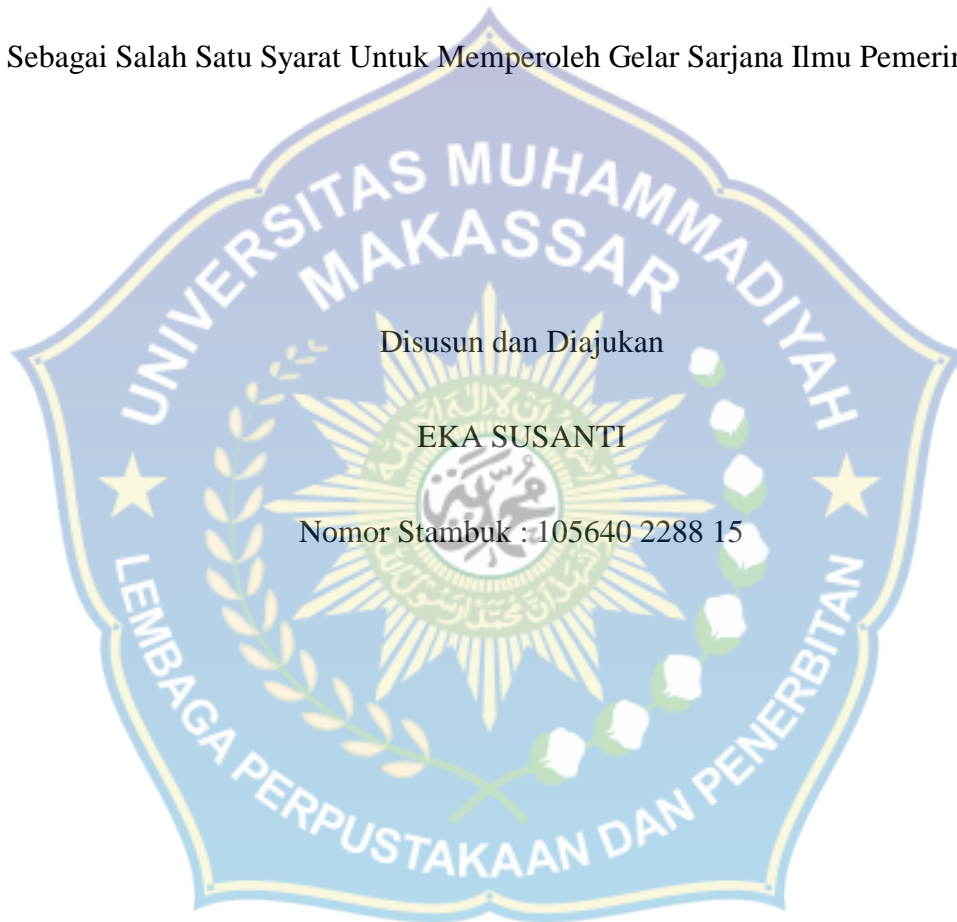 Sebagai Salah Satu Syarat Untuk Memperoleh Gelar Sarjana Ilmu Pemerin
UNIVERSITAS MUHAMMADIYAH
MAKASSAR
Disusun dan Diajukan
EKA SUSANTI
محمدية
Nomor Stambuk : 105640 2288 15
LEMBAGA PERPUSTAKAAN DAN PENERBITAN